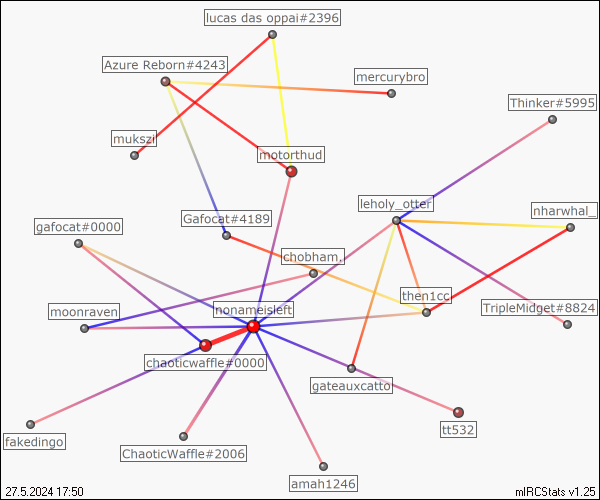 lucas das oppai#2396
Azure Reborn#4243
mercurybro
Thinker#5995
mukszi
motorthud
leholy_otter
nharwhal_
Gafocat#4189
gafocat#0000
chobham,
then1cc
moonraven
nonameisleft
TripleMidget#8824
chaoticwaffle#0000
gateauxcatto
tt532
fakedingo
ChaoticWaffle#2006
amah1246
27.5.2024 17:50
mIRCStats v1.25